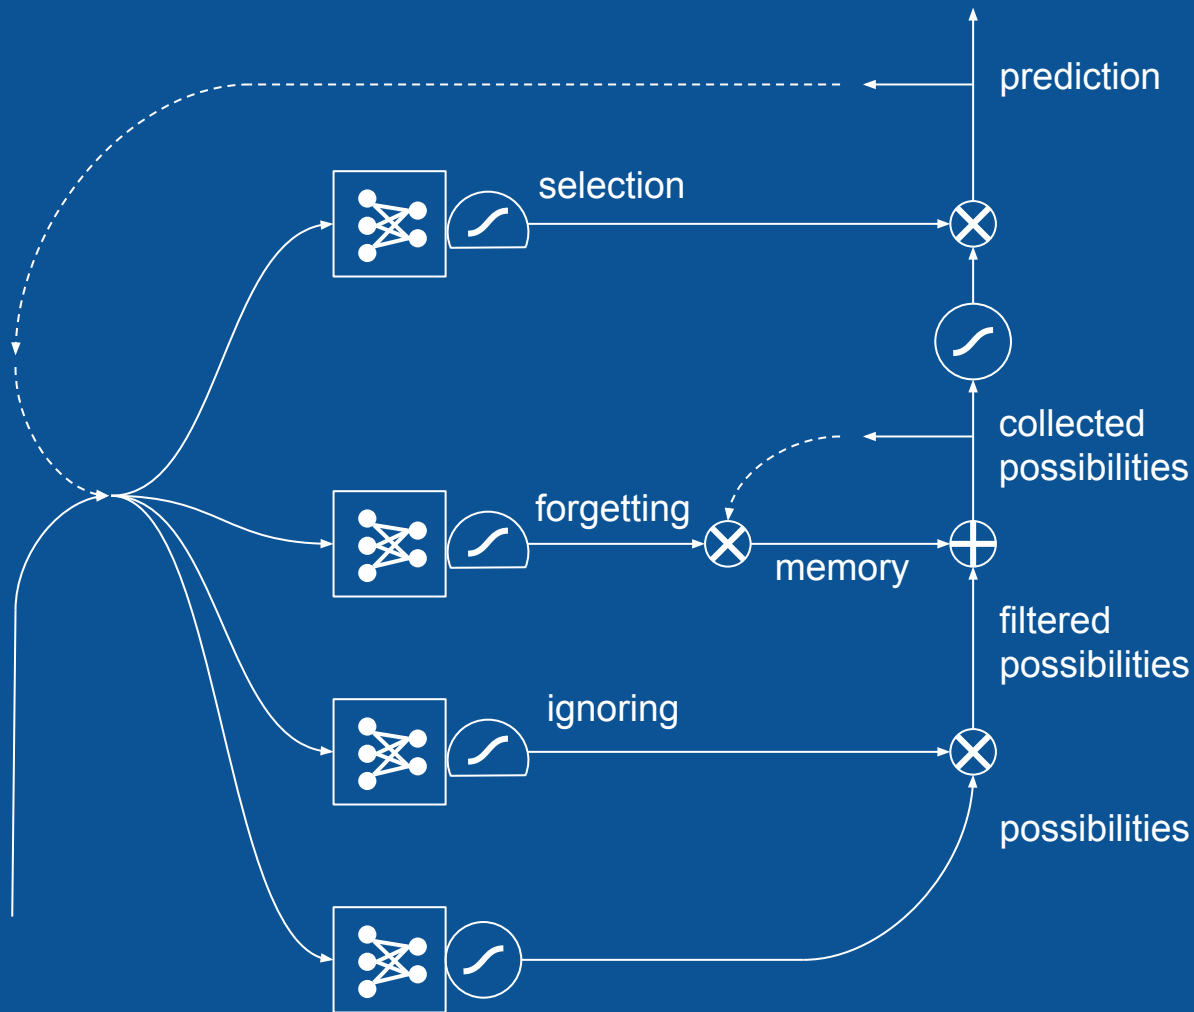 prediction
selection
collected
possibilities
forgetting
memory
filtered
possibilities
ignoring
possibilities